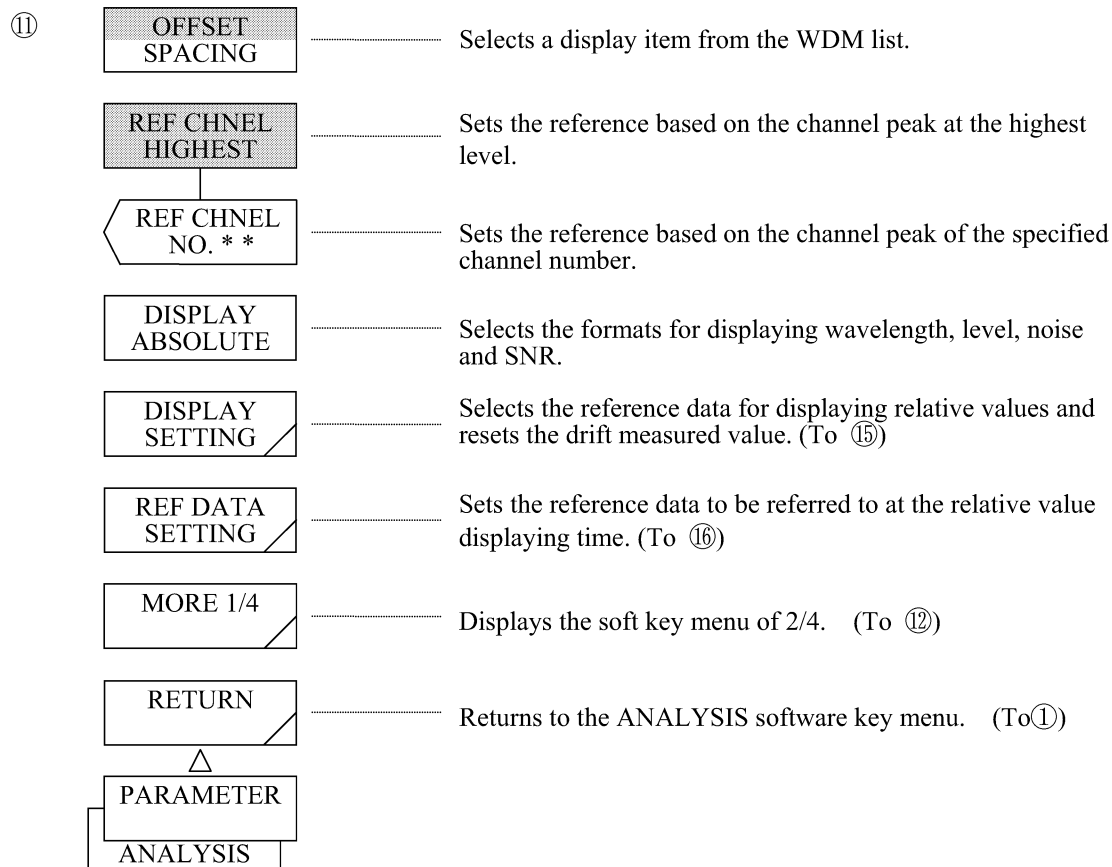 ⑪
OFFSET
SPACING
Selects a display item from the WDM list.
REF CHNEL
HIGHEST
Sets the reference based on the channel peak at the highest
level.
REF CHNEL
NO. * *
Sets the reference based on the channel peak of the specified
channel number.
DISPLAY
ABSOLUTE
Selects the formats for displaying wavelength, level, noise
and SNR.
DISPLAY
SETTING
Selects the reference data for displaying relative values and
resets the drift measured value. (To ⑮)
REF DATA
SETTING
Sets the reference data to be referred to at the relative value
displaying time. (To ⑯)
MORE 1/4
Displays the soft key menu of 2/4. (To ⑫)
RETURN
Returns to the ANALYSIS software key menu. (To①)
PARAMETER
ANALYSIS